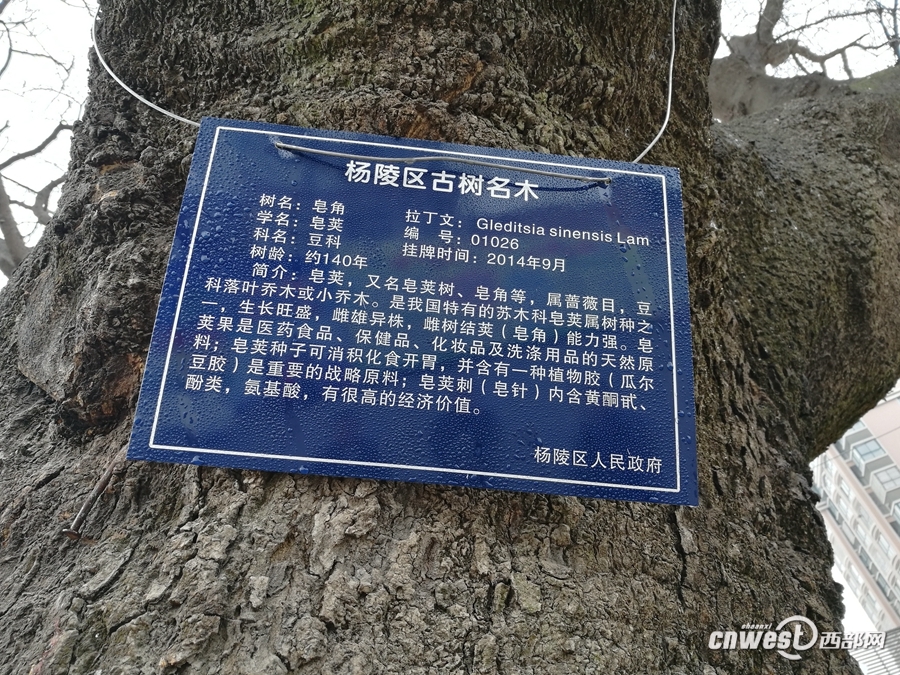 杨陵区古树名木
树名：皂角
学名：皂荚 拉丁文：Gleditsia sinensis Lam
科名：豆科 编 号：01026
树龄：约140年 挂牌时间：2014年9月
简介：皂荚，又名皂荚树、皂角等，属蔷薇目，豆
科落叶乔木或小乔木。是我国特有的苏木科皂荚属树种之
一，生长旺盛，雌雄异株，雌树结荚（皂角）能力强。皂
荚果是医药食品、保健品、化妆品及洗涤用品的天然原
料；皂荚种子可消积化食开胃，并含有一种植物胶（瓜尔
豆胶）是重要的战略原料；皂荚刺（皂针）内含黄酮甙、
酚类，氨基酸，有很高的经济价值。
杨陵区人民政府
shaanxi
cnwest西部网